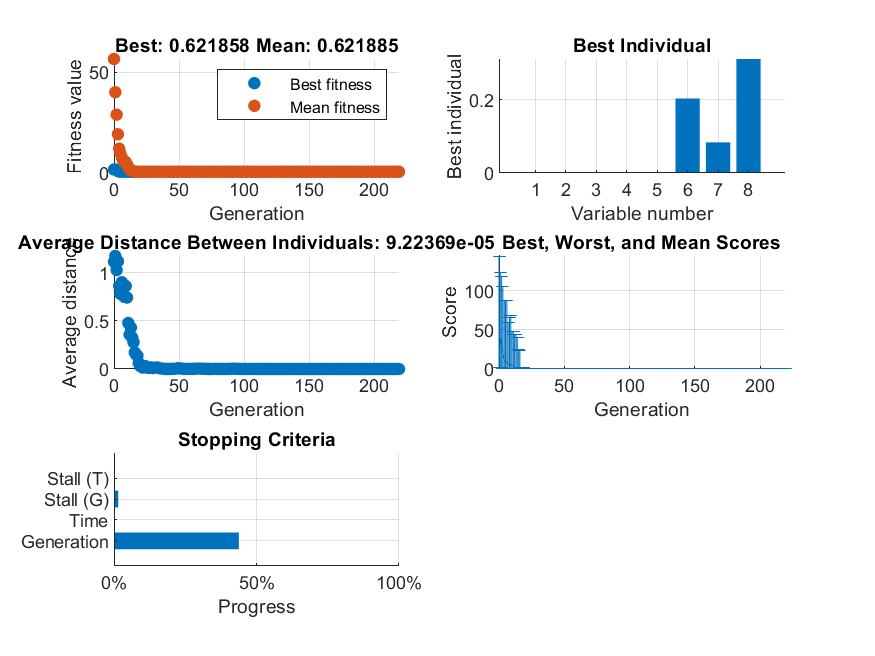 Best: 0.621858 Mean: 0.621885
Fitness value
50
0
Best fitness
Mean fitness
0 50 100 150 200
Generation
Best Individual
Best individual
0.2
0
1 2 3 4 5 6 7 8
Variable number
Average Distance Between Individuals: 9.22369e-05
Average distance
1
0.5
0
0 50 100 150 200
Generation
Best, Worst, and Mean Scores
Score
100
50
0
0 50 100 150 200
Generation
Stopping Criteria
Stall (T)
Stall (G)
Time
Generation
0% 50% 100%
Progress